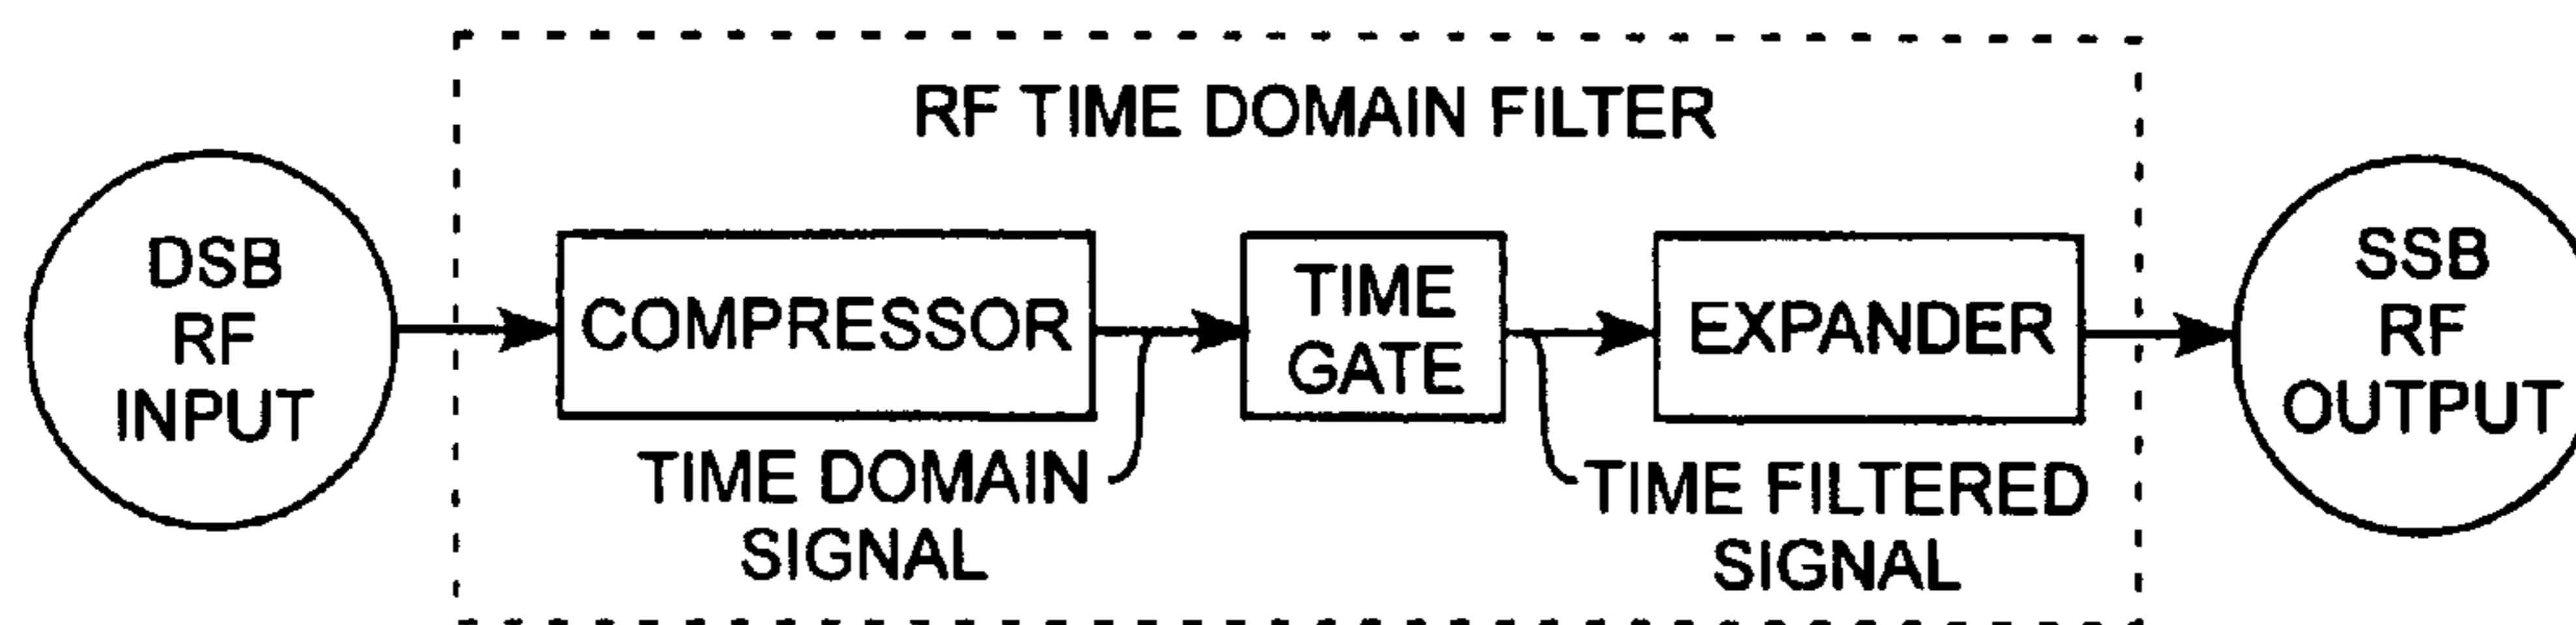 RF TIME DOMAIN FILTER
DSB
RF
INPUT
COMPRESSOR
TIME
GATE
EXPANDER
SSB
RF
OUTPUT
TIME DOMAIN
SIGNAL
TIME FILTERED
SIGNAL